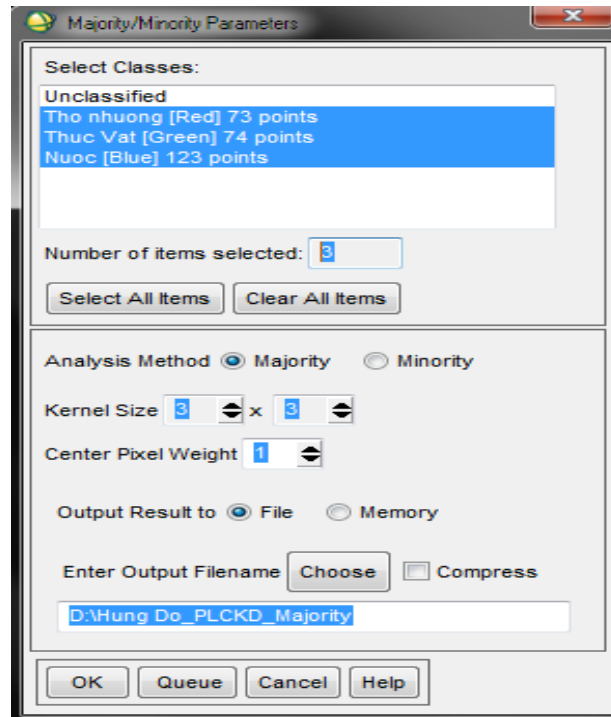 Majority/Minority Parameters
Select Classes:
Unclassified
Tho nhuong [Red] 73 points
Thuc Vat [Green] 74 points
Nuoc [Blue] 123 points
Number of items selected: 3
Select All Items Clear All Items
Analysis Method Majority Minority
Kernel Size 3 x 3
Center Pixel Weight 1
Output Result to File Memory
Enter Output Filename Choose Compress
D:\Hung Do_PLCKD_Majority
OK Queue Cancel Help